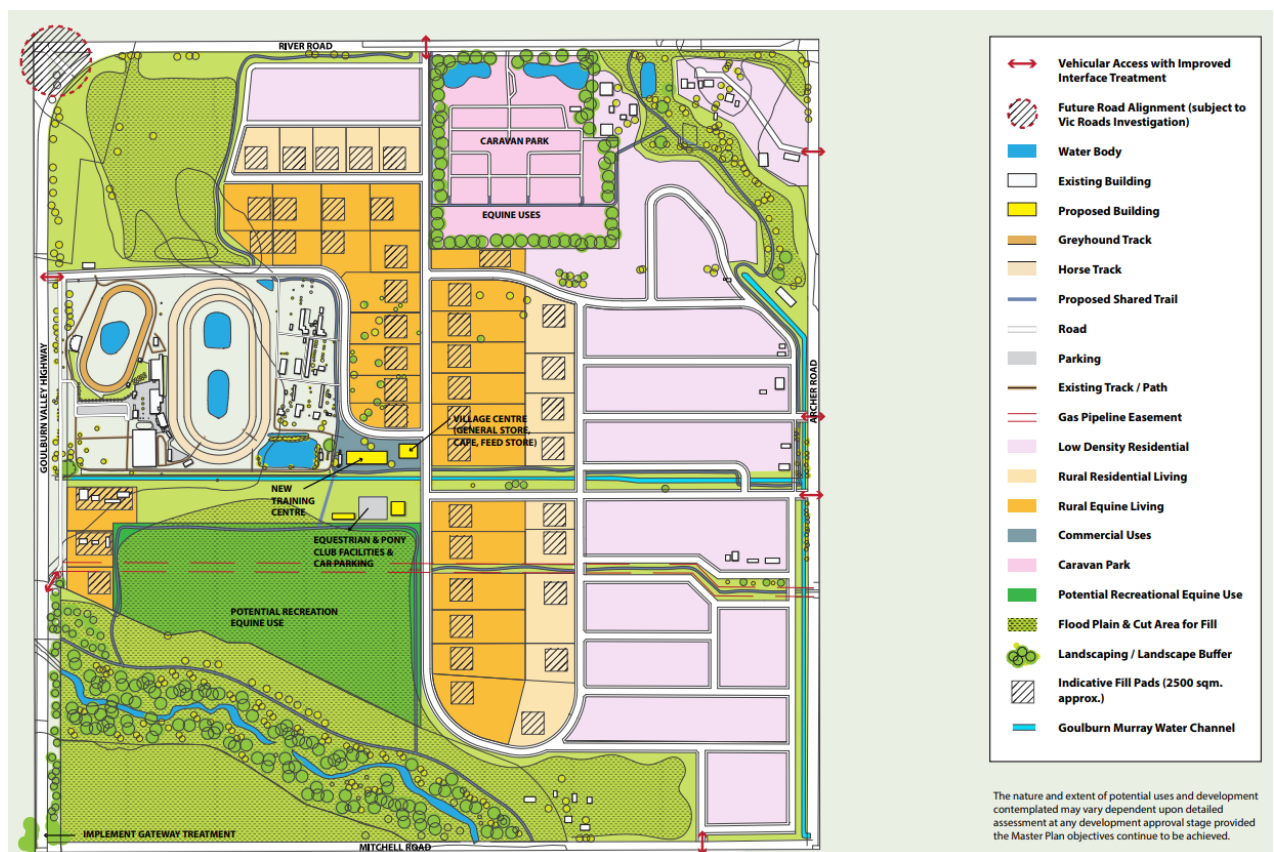 RIVER ROAD
CARAVAN PARK
EQUINE USES
GOULBURN VALLEY HIGHWAY
ARCHER ROAD
VILLAGE CENTRE
(GENERAL STORE,
CAFE, FEED STORE)
NEW
TRAINING
CENTRE
EQUESTRIAN & PONY
CLUB FACILITIES &
CAR PARKING
POTENTIAL RECREATION
EQUINE USE
IMPLEMENT GATEWAY TREATMENT
MITCHELL ROAD
Vehicular Access with Improved
Interface Treatment
Future Road Alignment (subject to
Vic Roads Investigation)
Water Body
Existing Building
Proposed Building
Greyhound Track
Horse Track
Proposed Shared Trail
Road
Parking
Existing Track / Path
Gas Pipeline Easement
Low Density Residential
Rural Residential Living
Rural Equine Living
Commercial Uses
Caravan Park
Potential Recreational Equine Use
Flood Plain & Cut Area for Fill
Landscaping / Landscape Buffer
Indicative Fill Pads (2500 sqm.
approx.)
Goulburn Murray Water Channel
The nature and extent of potential uses and development
contemplated may vary dependent upon detailed
assessment at any development approval stage provided
the Master Plan objectives continue to be achieved.